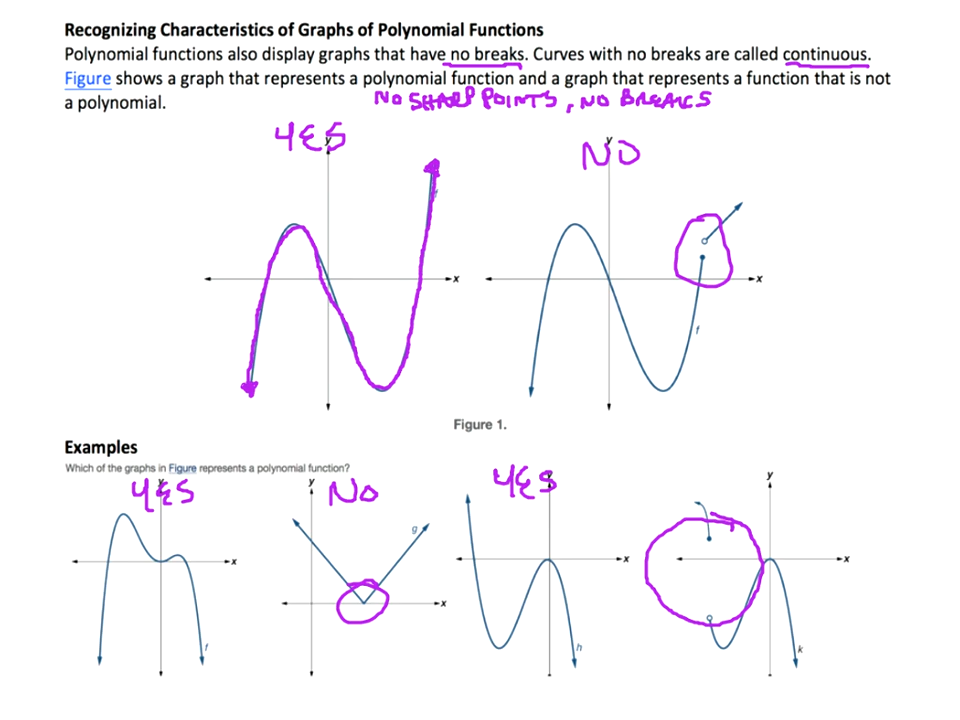 Recognizing Characteristics of Graphs of Polynomial Functions
Polynomial functions also display graphs that have no breaks. Curves with no breaks are called continuous.
Figure shows a graph that represents a polynomial function and a graph that represents a function that is not
a polynomial.
NO SHARP POINTS, NO BREAKS
YES
NO
y
y
x
x
f
Figure 1.
Examples
Which of the graphs in Figure represents a polynomial function?
YES
NO
YES
y
y
y
g
x
x
x
x
f
h
k